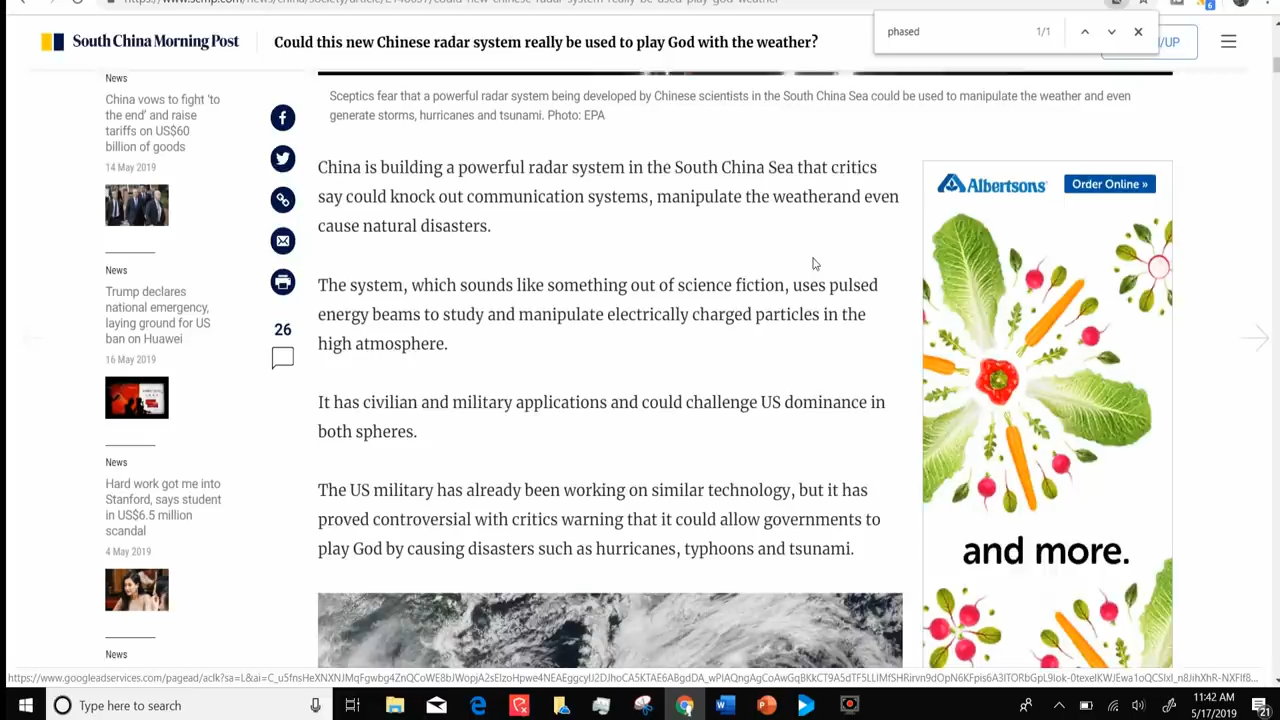 South China Morning Post
Could this new Chinese radar system really be used to play God with the weather?
phased
1/1
/UP
News
China vows to fight 'to
the end' and raise
tariffs on US$60
billion of goods
14 May 2019
News
Trump declares
national emergency,
laying ground for US
ban on Huawei
16 May 2019
News
Hard work got me into
Stanford, says student
in US$6.5 million
scandal
4 May 2019
News
26
Sceptics fear that a powerful radar system being developed by Chinese scientists in the South China Sea could be used to manipulate the weather and even
generate storms, hurricanes and tsunami. Photo: EPA
China is building a powerful radar system in the South China Sea that critics
say could knock out communication systems, manipulate the weatherand even
cause natural disasters.
The system, which sounds like something out of science fiction, uses pulsed
energy beams to study and manipulate electrically charged particles in the
high atmosphere.
It has civilian and military applications and could challenge US dominance in
both spheres.
The US military has already been working on similar technology, but it has
proved controversial with critics warning that it could allow governments to
play God by causing disasters such as hurricanes, typhoons and tsunami.
Albertsons
Order Online »
and more.
Type here to search
11:42 AM
5/17/2019
21